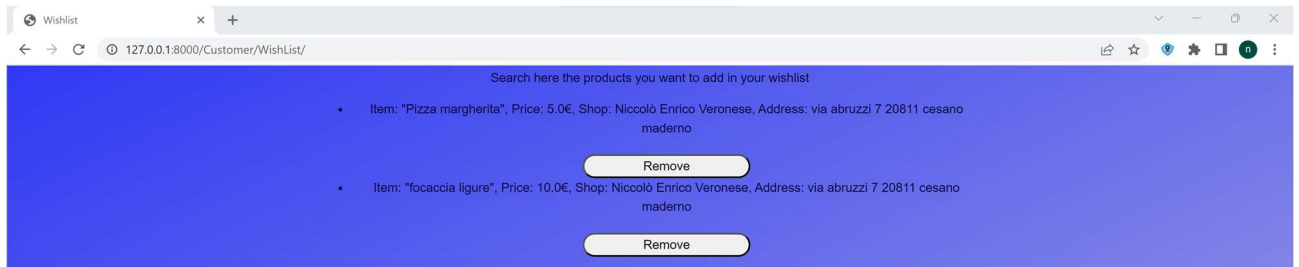 Wishlist
127.0.0.1:8000/Customer/WishList/
n
Search here the products you want to add in your wishlist
• Item: "Pizza margherita", Price: 5.0€, Shop: Niccolò Enrico Veronese, Address: via abruzzi 7 20811 cesano
maderno
Remove
• Item: "focaccia ligure", Price: 10.0€, Shop: Niccolò Enrico Veronese, Address: via abruzzi 7 20811 cesano
maderno
Remove